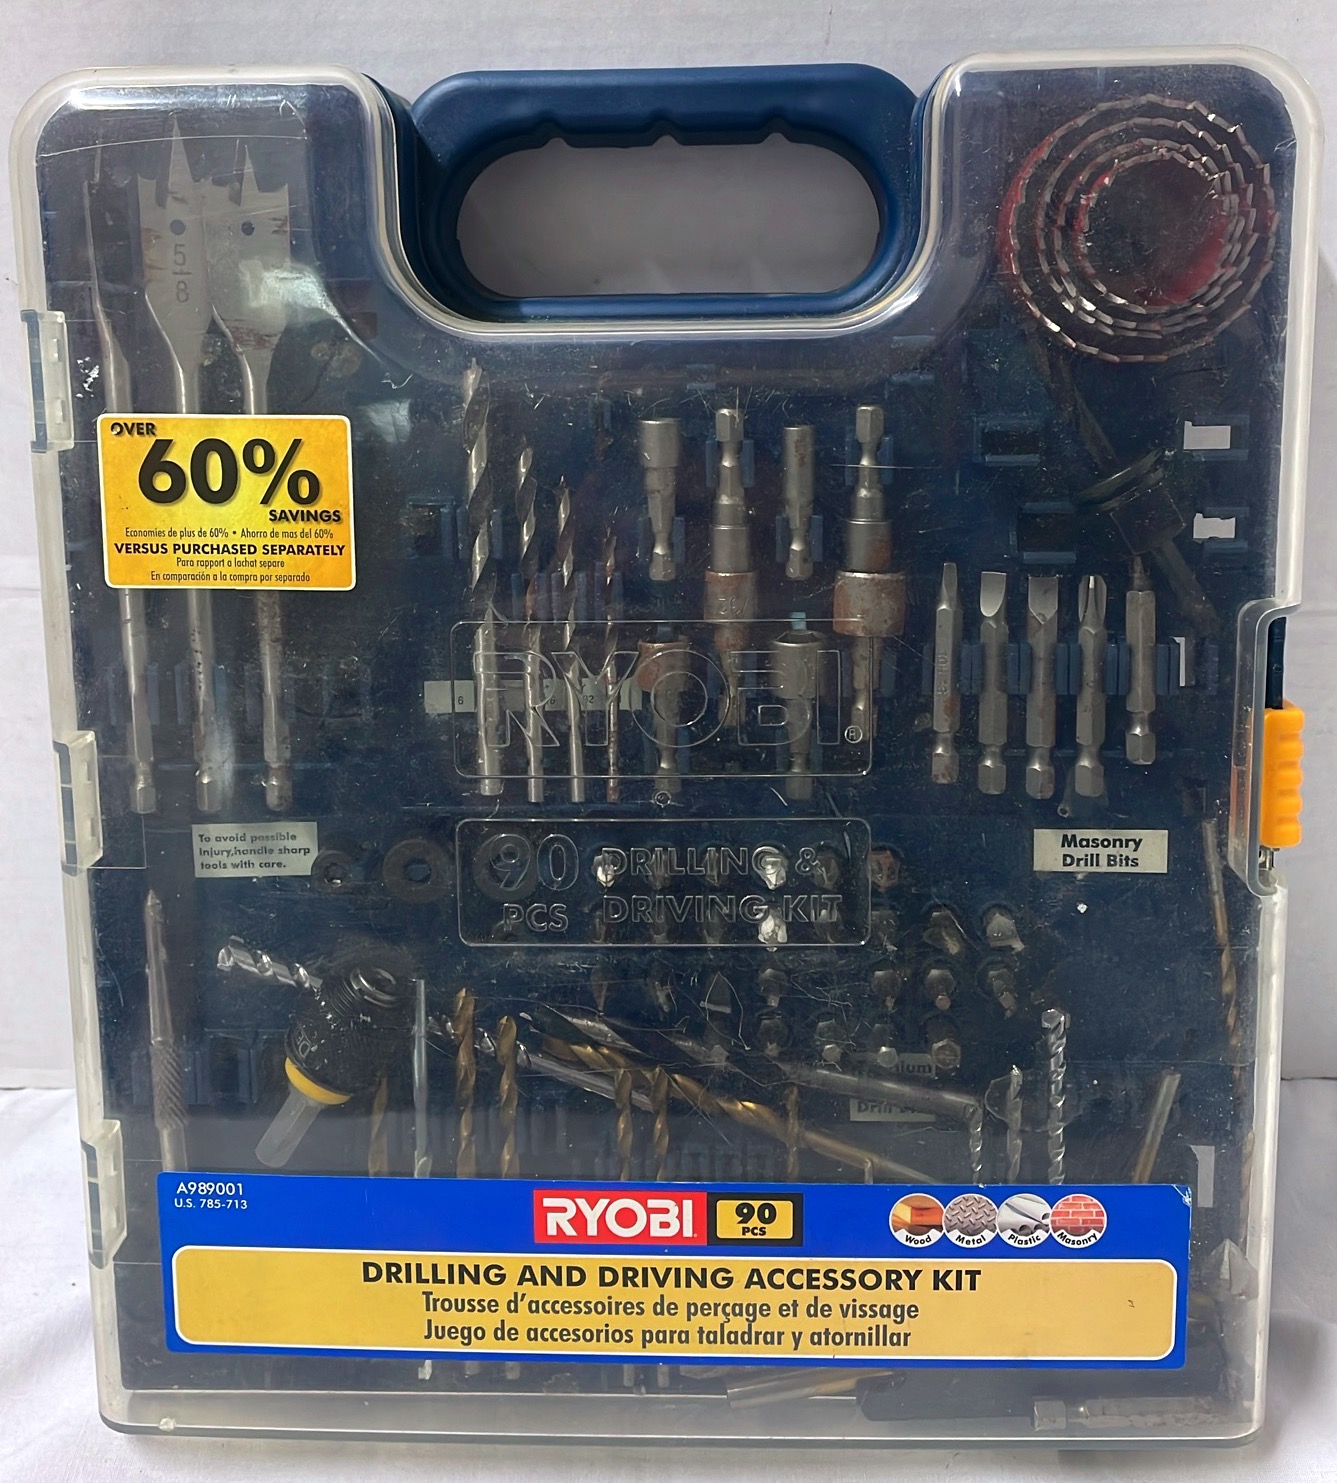 5
8
OVER
60%
SAVINGS
Economies de plus de 60% • Ahorro de mas del 60%
VERSUS PURCHASED SEPARATELY
Para rapport a lachat separe
En comparación a la compra por separado
RYOBI®
To avoid possible
Injury,handle sharp
tools with care.
90 DRILLING &
PCS DRIVING KIT
Masonry
Drill Bits
A989001
U.S. 785-713
RYOBI 90
PCS
Wood Metal Plastic Masonry
DRILLING AND DRIVING ACCESSORY KIT
Trousse d'accessoires de perçage et de vissage
Juego de accesorios para taladrar y atornillar